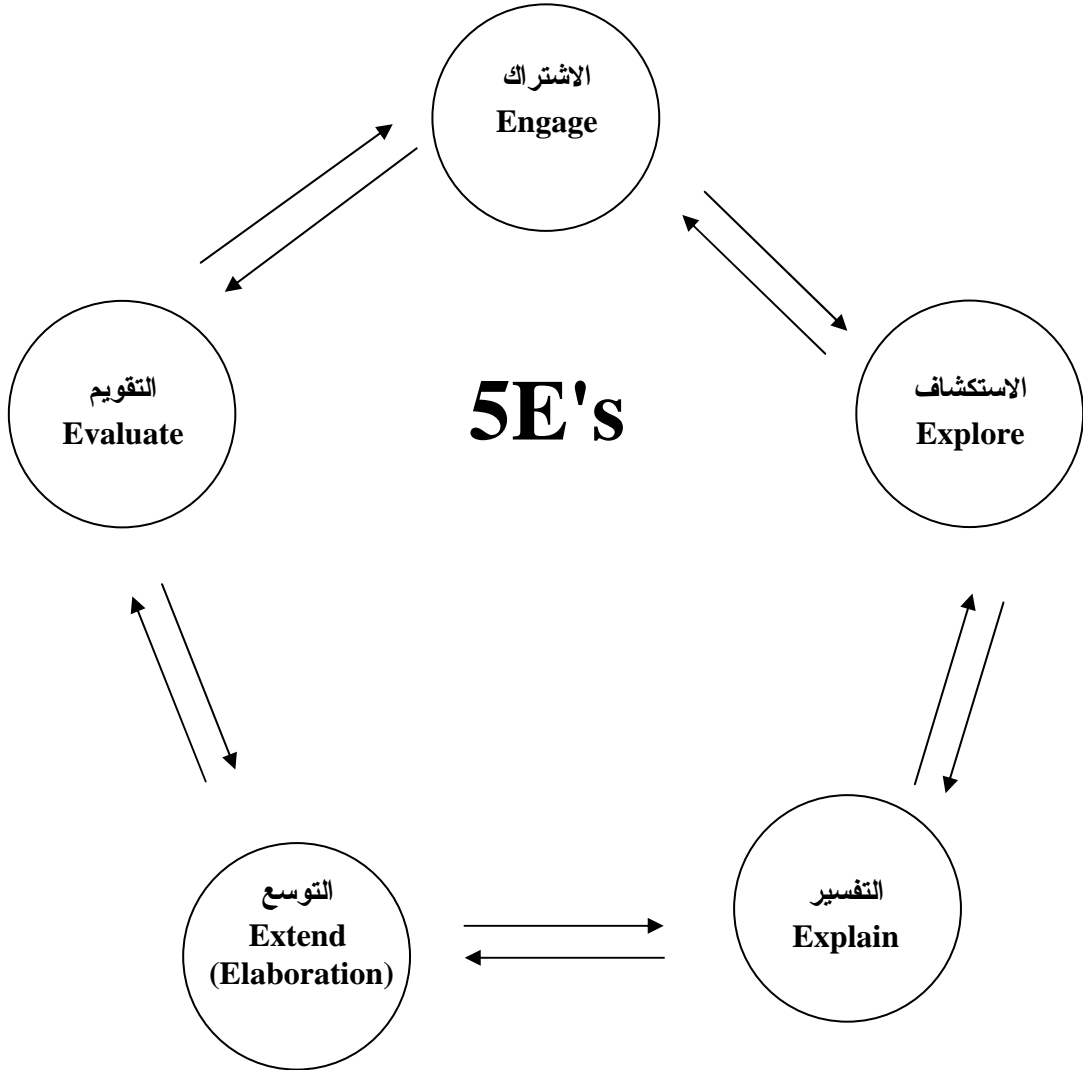 الاشتراك
Engage
التقويم
Evaluate
5E's
الاستكشاف
Explore
التوسع
Extend
(Elaboration)
التفسير
Explain